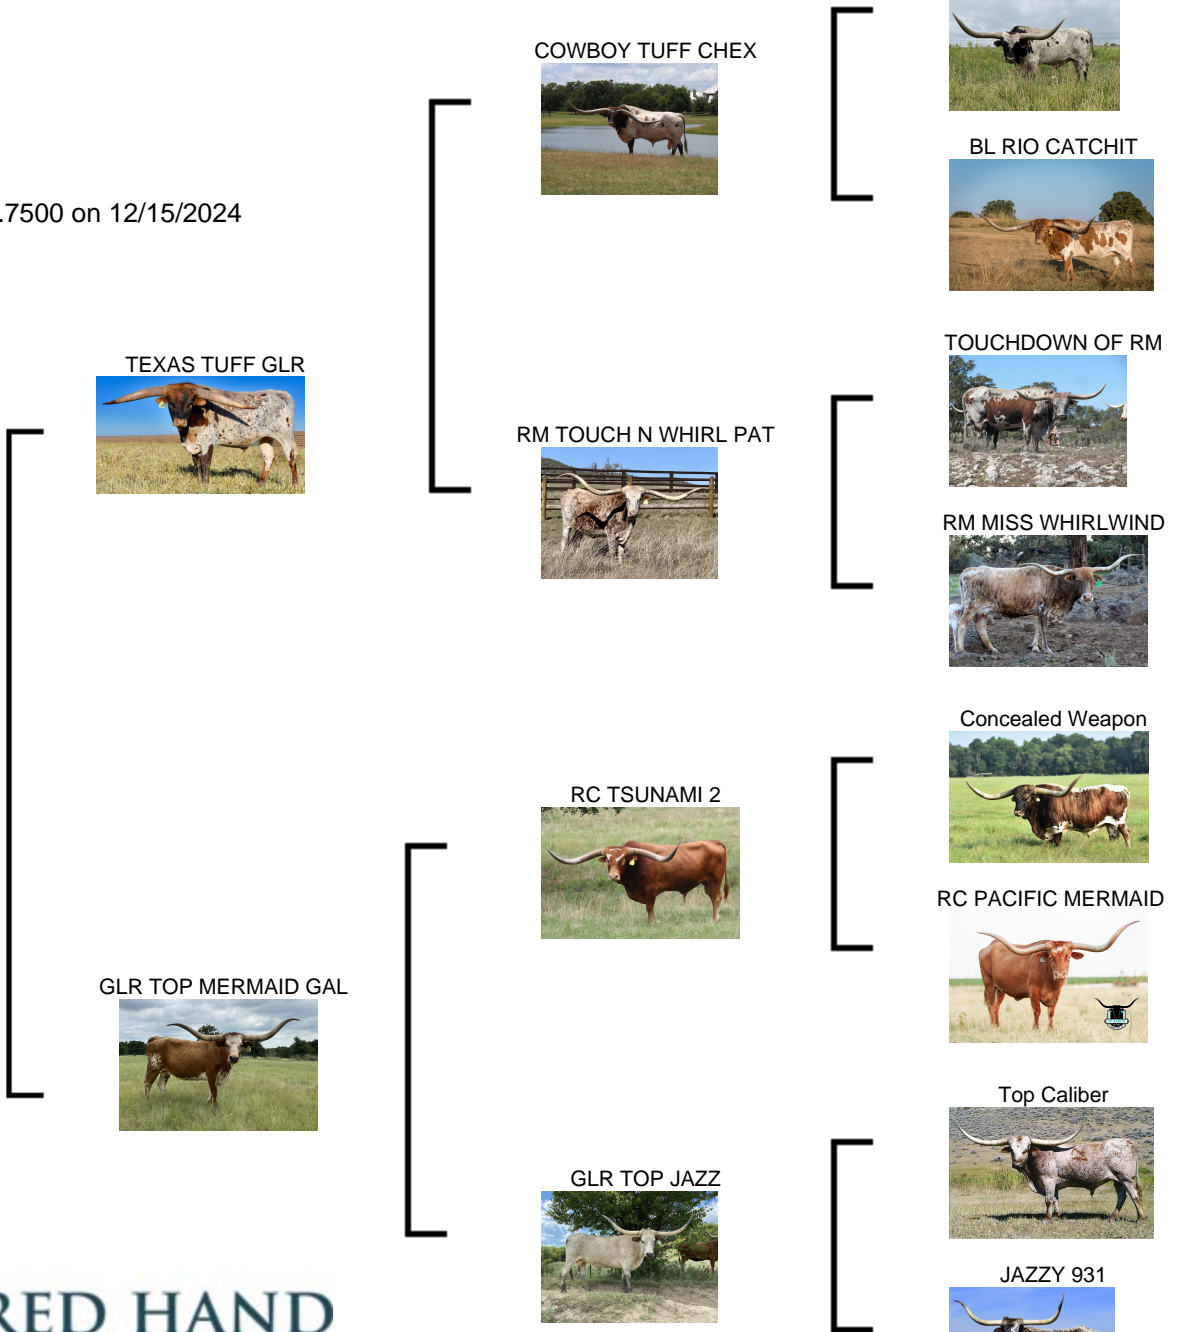 COWBOY TUFF CHEX
BL RIO CATCHIT
.7500 on 12/15/2024
TOUCHDOWN OF RM
TEXAS TUFF GLR
RM TOUCH N WHIRL PAT
RM MISS WHIRLWIND
Concealed Weapon
RC TSUNAMI 2
RC PACIFIC MERMAID
GLR TOP MERMAID GAL
Top Caliber
GLR TOP JAZZ
JAZZY 931
RED HAND